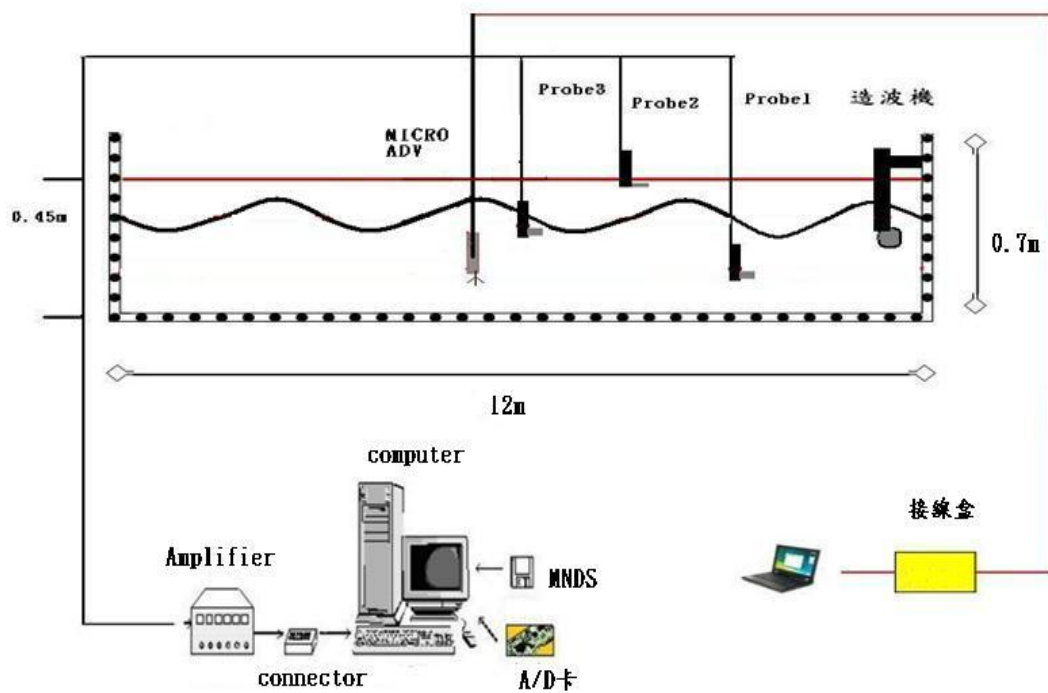 Probe3
Probe2
Probe1
造波機
MICRO
ADV
0.45m
0.7m
12m
computer
接線盒
Amplifier
MNDS
connector
A/D卡